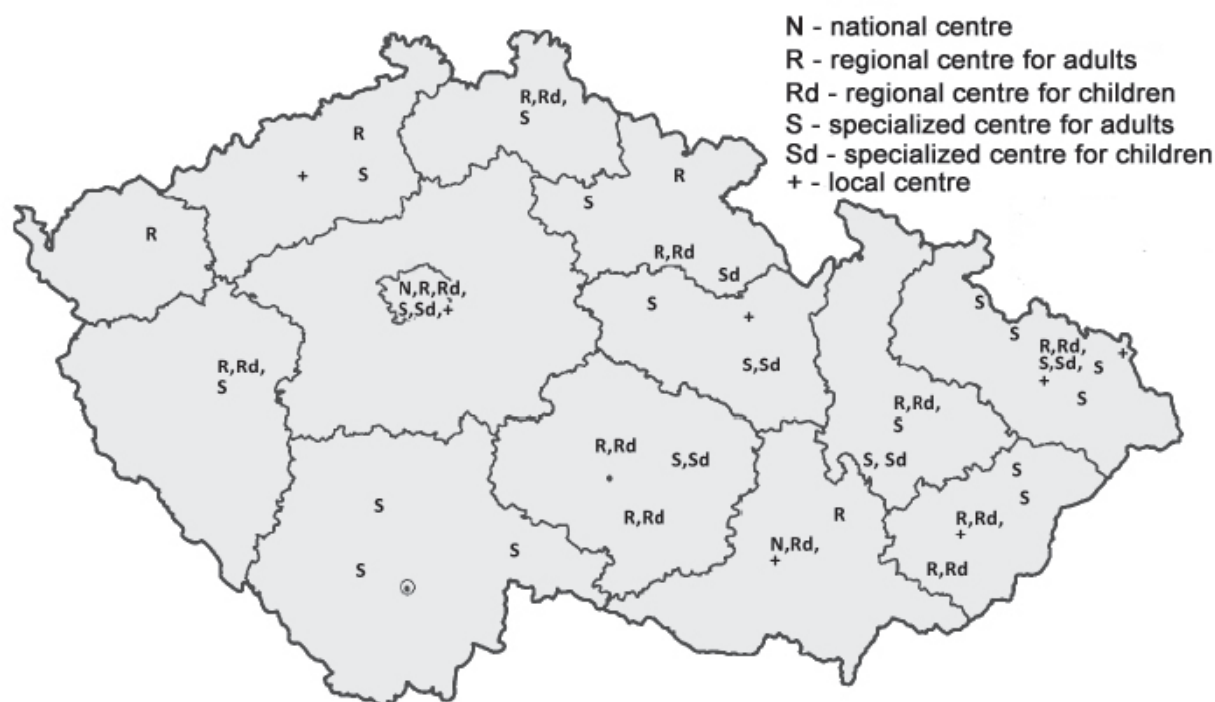 N - national centre
R - regional centre for adults
Rd - regional centre for children
S - specialized centre for adults
Sd - specialized centre for children
+ - local centre
R,Rd,
S
R
+
S
R
S
R
R,Rd
Sd
N,R,Rd,
S,Sd,+
S
+
S
S
R,Rd,
S,Sd,
+
+
S
S
S,Sd
R,Rd,
S
R,Rd,
S
R,Rd
S,Sd
S, Sd
S
S
S
R,Rd
R
R,Rd,
+
N,Rd,
+
S
S
R,Rd